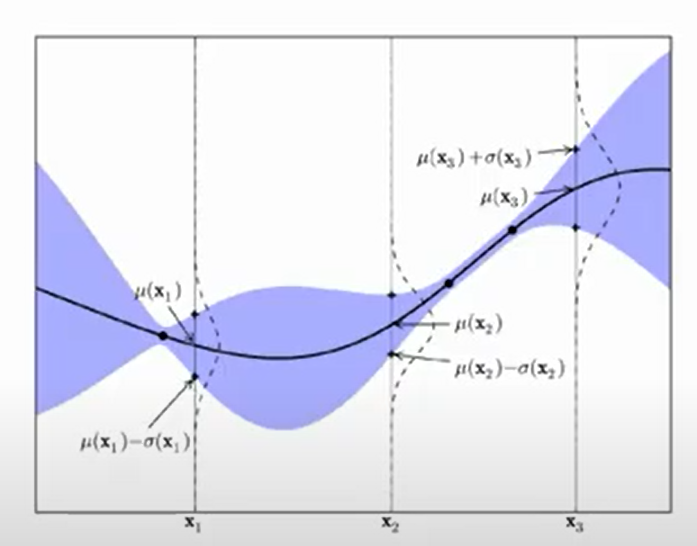 μ(x₃)+σ(x₃)
μ(x₃)
μ(x₁)
μ(x₂)
μ(x₂)−σ(x₂)
μ(x₁)−σ(x₁)
x₁
x₂
x₃